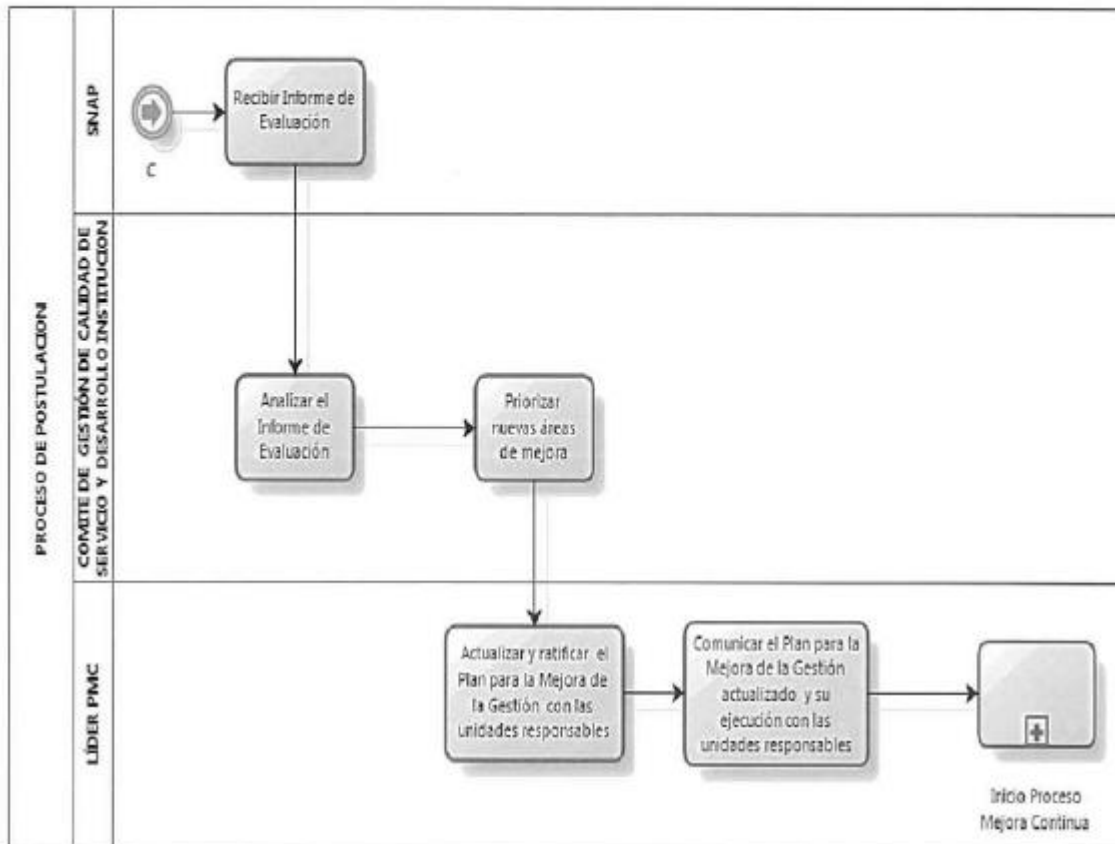 PROCESO DE POSTULACION
SNAP
C
Recibir Informe de
Evaluación
COMITE DE GESTIÓN DE CALIDAD DE
SERVICIO Y DESARROLLO INSTITUCION
Analizar el
Informe de
Evaluación
Priorizar
nuevas áreas
de mejora
LÍDER PMC
Actualizar y ratificar el
Plan para la Mejora de
la Gestión con las
unidades responsables
Comunicar el Plan para la
Mejora de la Gestión
actualizado y su
ejecución con las
unidades responsables
Inicio Proceso
Mejora Continua